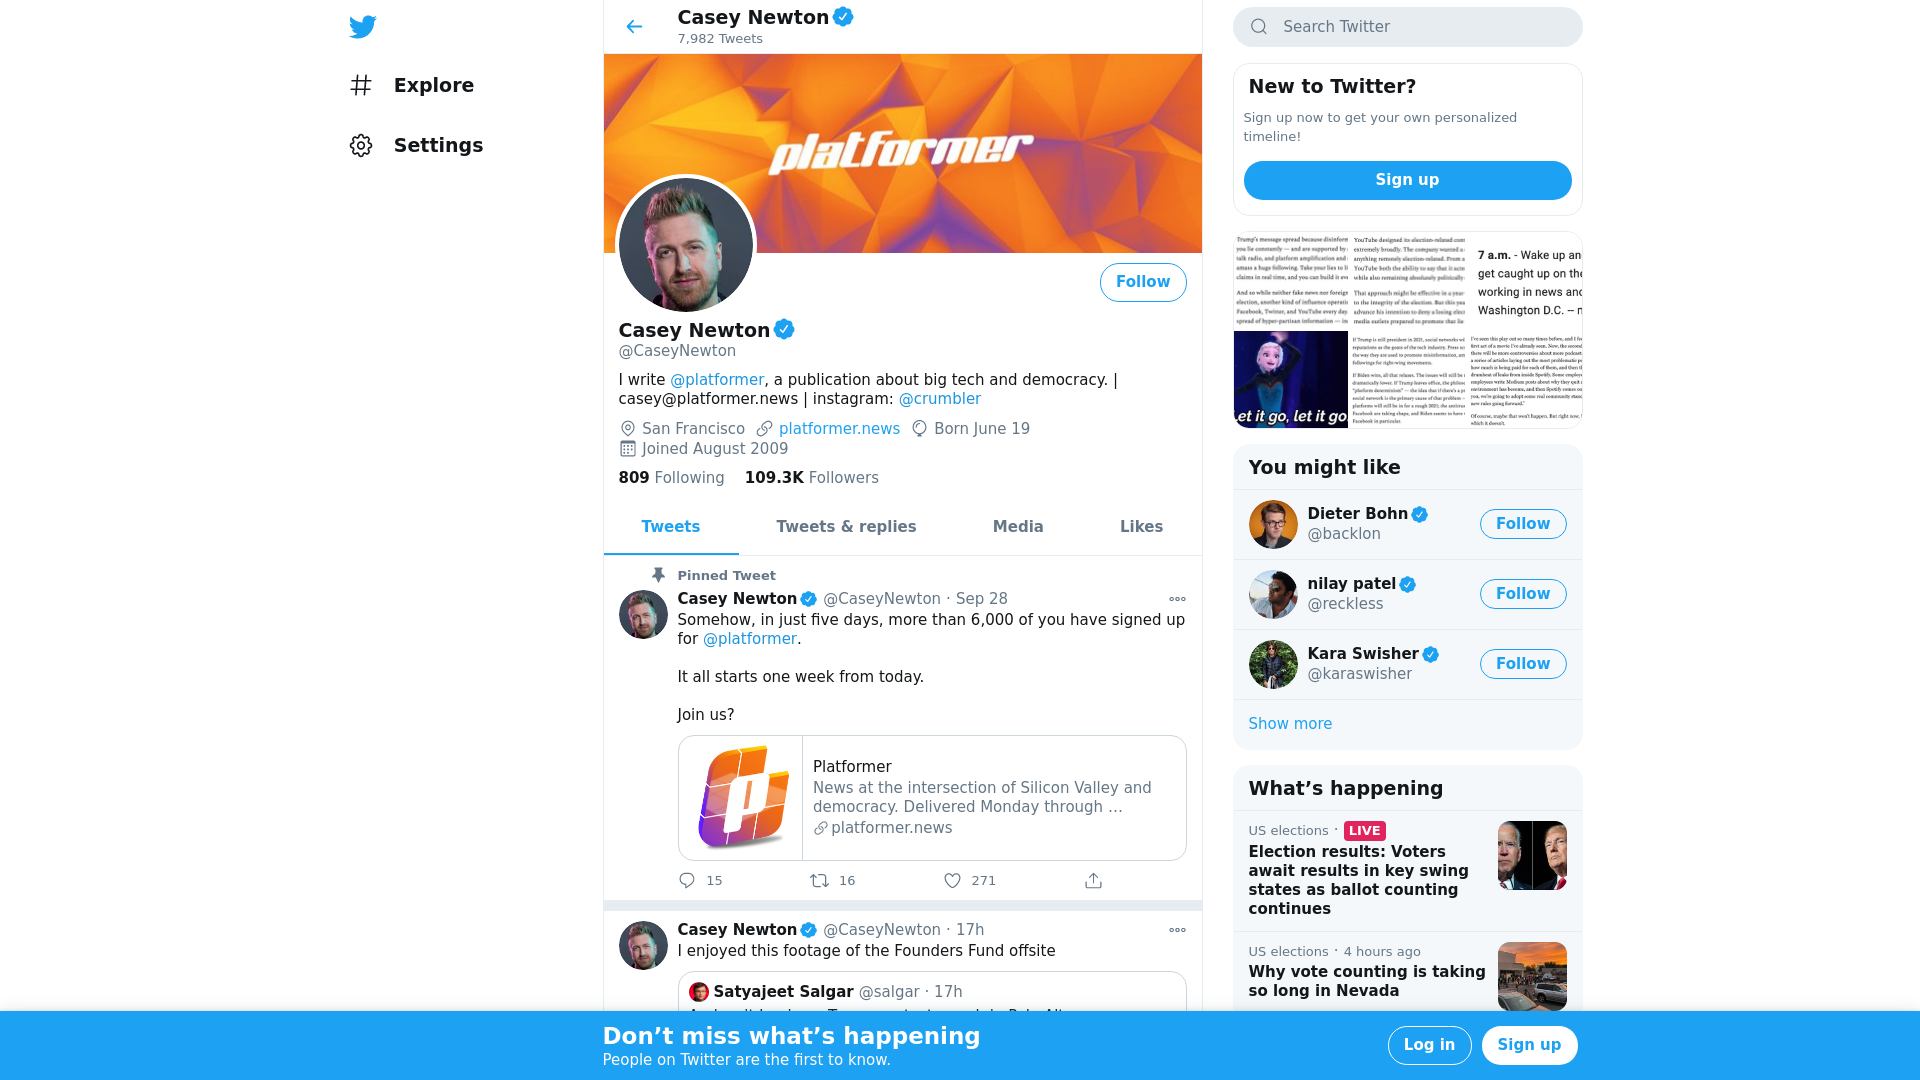 Casey Newton
7,982 Tweets
Search Twitter
Explore
Settings
platformer
New to Twitter?
Sign up now to get your own personalized
timeline!
Sign up
Follow
Casey Newton
@CaseyNewton
I write @platformer, a publication about big tech and democracy. |
casey@platformer.news | instagram: @crumbler
San Francisco platformer.news Born June 19
Joined August 2009
809 Following 109.3K Followers
Tweets Tweets & replies Media Likes
Pinned Tweet
Casey Newton @CaseyNewton · Sep 28
Somehow, in just five days, more than 6,000 of you have signed up
for @platformer.
It all starts one week from today.
Join us?
Platformer
News at the intersection of Silicon Valley and
democracy. Delivered Monday through …
platformer.news
15 16 271
Casey Newton @CaseyNewton · 17h
I enjoyed this footage of the Founders Fund offsite
Satyajeet Salgar @salgar · 17h
7 a.m. - Wake up an
get caught up on the
working in news and
Washington D.C. -- n
et it go, let it go
You might like
Dieter Bohn
@backlon
Follow
nilay patel
@reckless
Follow
Kara Swisher
@karaswisher
Follow
Show more
What’s happening
US elections · LIVE
Election results: Voters
await results in key swing
states as ballot counting
continues
US elections · 4 hours ago
Why vote counting is taking
so long in Nevada
Don’t miss what’s happening
People on Twitter are the first to know.
Log in
Sign up